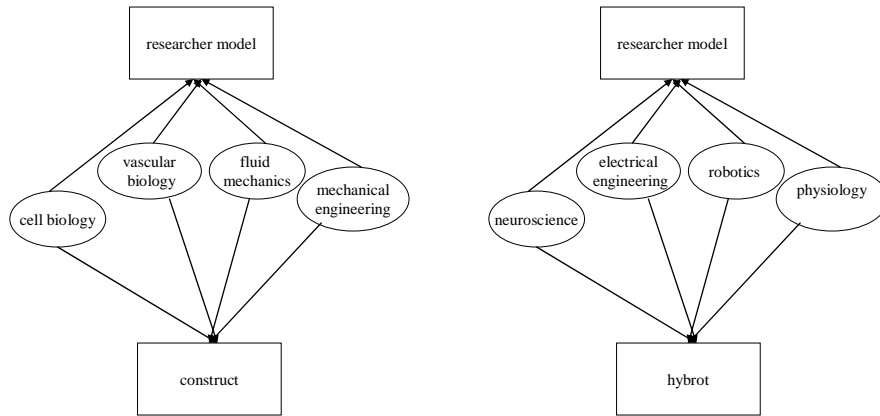 researcher model
vascular
biology
fluid
mechanics
cell biology
mechanical
engineering
construct
researcher model
electrical
engineering
robotics
neuroscience
physiology
hybrot